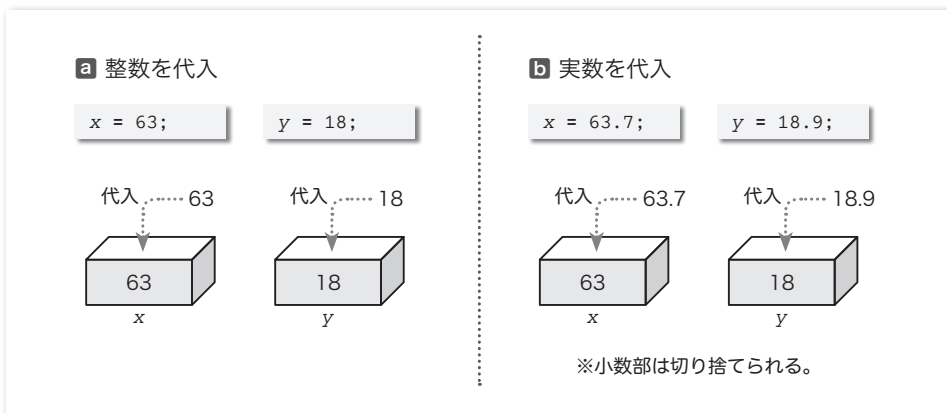 a 整数を代入
x = 63;
y = 18;
代入 63
代入 18
63
18
x
y
b 実数を代入
x = 63.7;
y = 18.9;
代入 63.7
代入 18.9
63
18
x
y
※小数部は切り捨てられる。